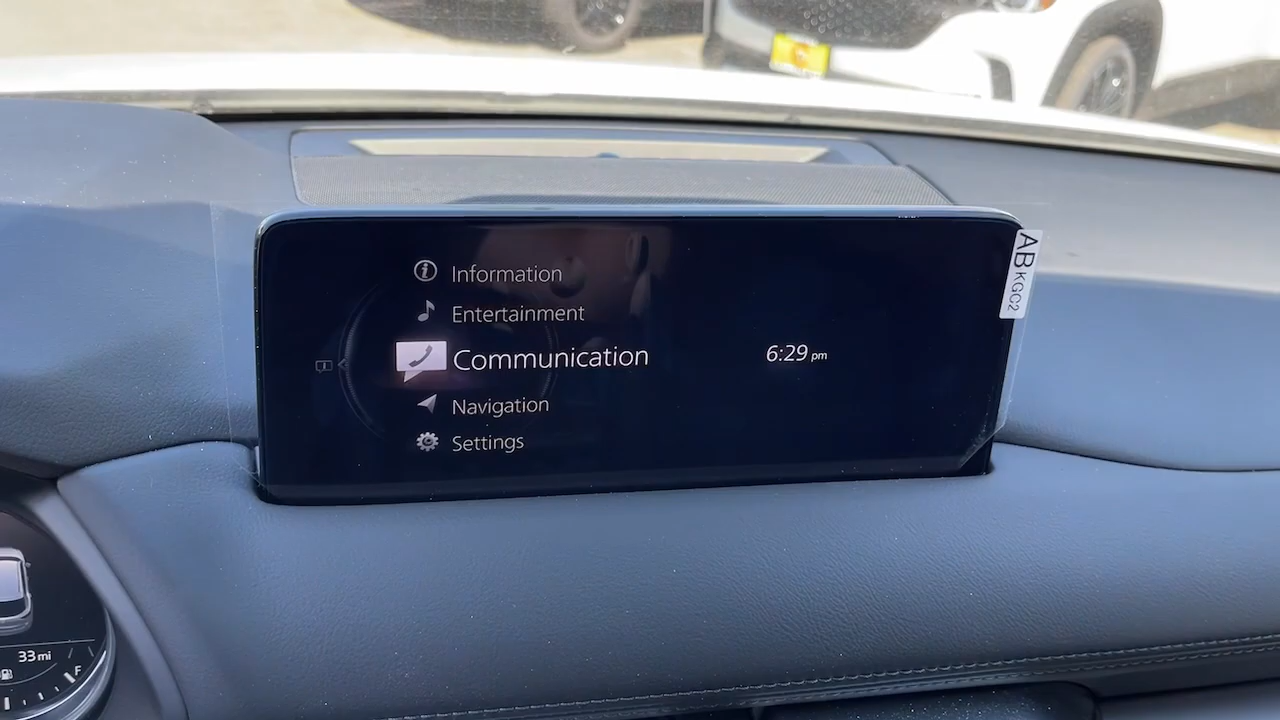 Information
Entertainment
Communication
6:29 pm
Navigation
Settings
AB KGC2
33 mi
F